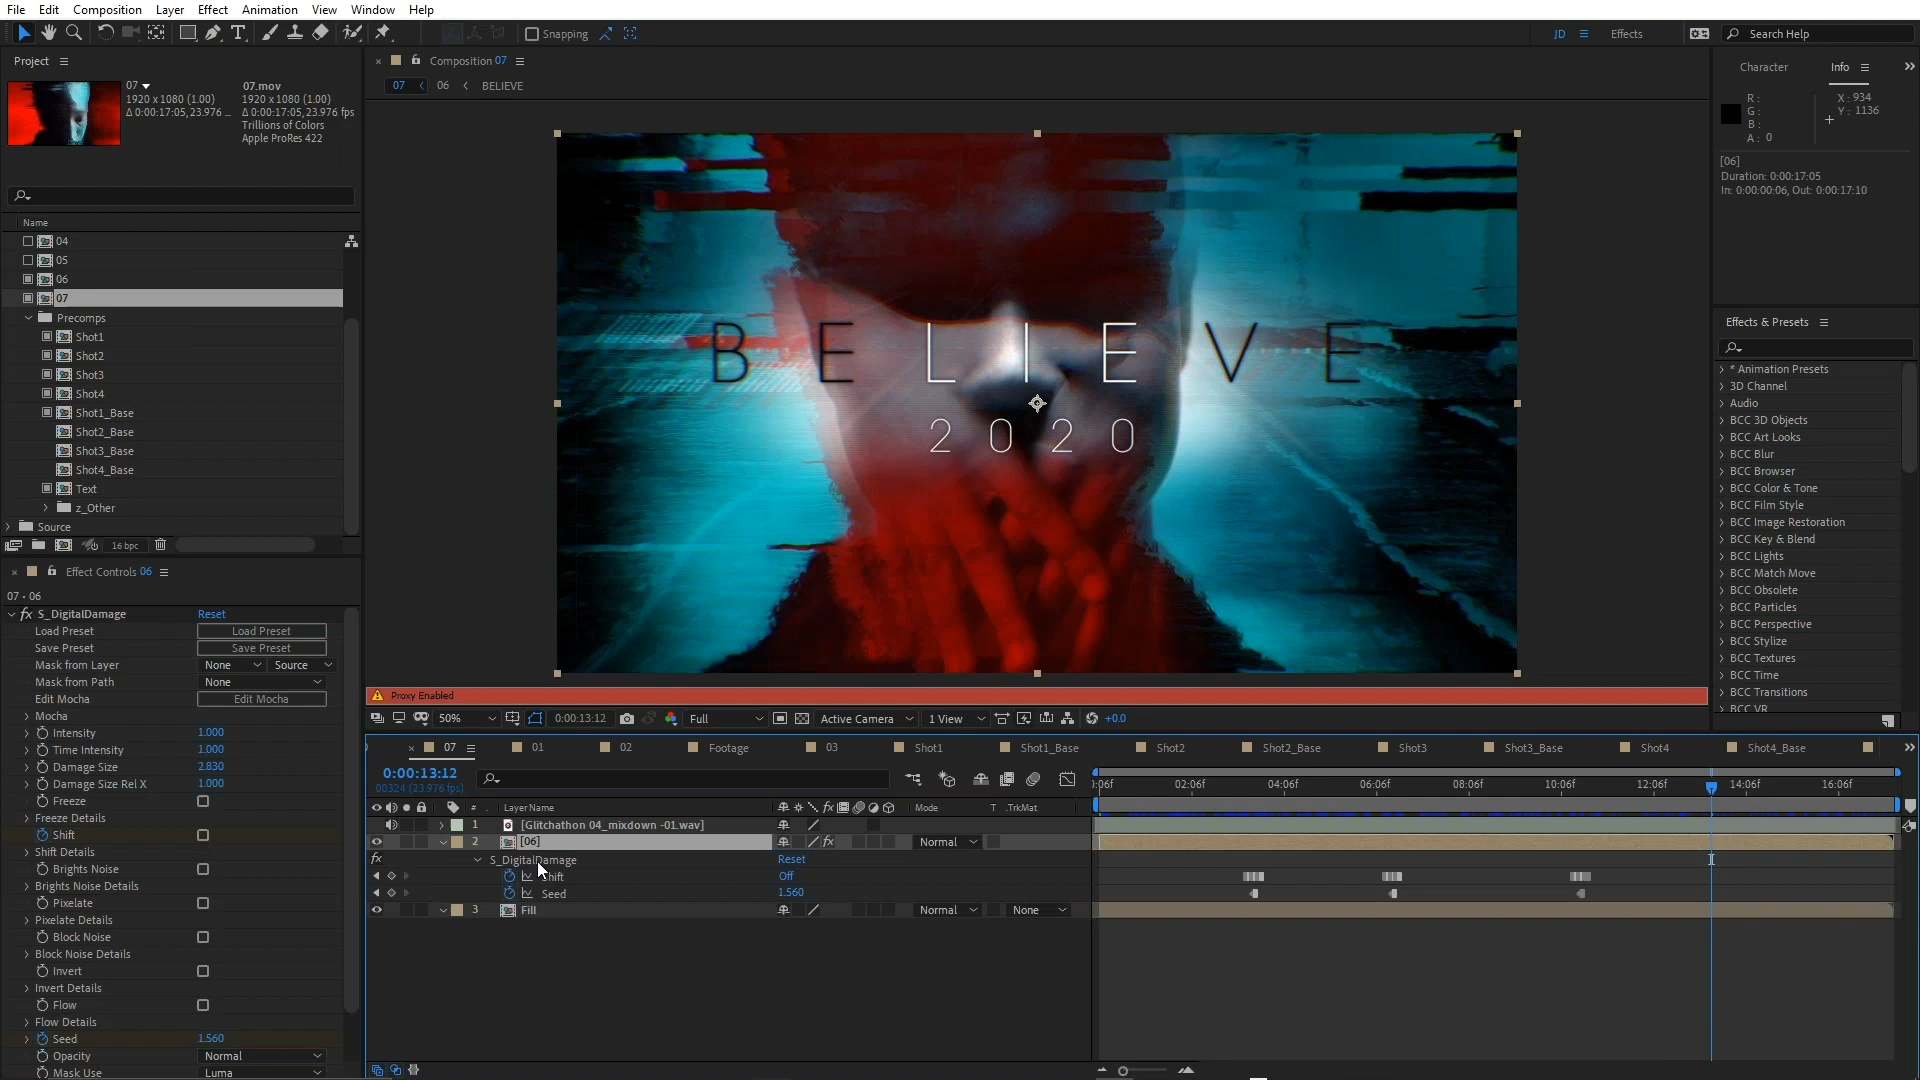 File Edit Composition Layer Effect Animation View Window Help
Snapping
JD
Effects
Search Help
Project
07
1920 x 1080 (1.00)
Δ 0:00:17:05, 23.976 ...
07.mov
1920 x 1080 (1.00)
Δ 0:00:17:05, 23.976 fps
Trillions of Colors
Apple ProRes 422
Name
04
05
06
07
Precomps
Shot1
Shot2
Shot3
Shot4
Shot1_Base
Shot2_Base
Shot3_Base
Shot4_Base
Text
z_Other
Source
16 bpc
Effect Controls 06
07 - 06
fx S_DigitalDamage Reset
Load Preset Load Preset
Save Preset Save Preset
Mask from Layer None Source
Mask from Path None
Edit Mocha Edit Mocha
Mocha
Intensity 1.000
Time Intensity 1.000
Damage Size 2.830
Damage Size Rel X 1.000
Freeze
Freeze Details
Shift
Shift Details
Brights Noise
Brights Noise Details
Pixelate
Pixelate Details
Block Noise
Block Noise Details
Invert
Invert Details
Flow
Flow Details
Seed 1.560
Opacity Normal
Mask Use Luma
Composition 07
07 06 BELIEVE
BELIEVE
2020
Proxy Enabled
50% 0:00:13:12 Full Active Camera 1 View +0.0
Character Info
R :
G :
B :
A : 0
X : 934
Y : 1136
[06]
Duration: 0:00:17:05
In: 0:00:00:06, Out: 0:00:17:10
Effects & Presets
* Animation Presets
3D Channel
Audio
BCC 3D Objects
BCC Art Looks
BCC Blur
BCC Browser
BCC Color & Tone
BCC Film Style
BCC Image Restoration
BCC Key & Blend
BCC Lights
BCC Match Move
BCC Obsolete
BCC Particles
BCC Perspective
BCC Stylize
BCC Textures
BCC Time
BCC Transitions
BCC VR
07 01 02 Footage 03 Shot1 Shot1_Base Shot2 Shot2_Base Shot3 Shot3_Base Shot4 Shot4_Base
0:00:13:12
00324 (23.976 fps)
:06f 02:06f 04:06f 06:06f 08:06f 10:06f 12:06f 14:06f 16:06f
# Layer Name fx Mode T .TrkMat
1 [Glitchathon 04_mixdown -01.wav]
2 [06] fx Normal
fx S_DigitalDamage Reset
Shift Off
Seed 1.560
3 Fill Normal None